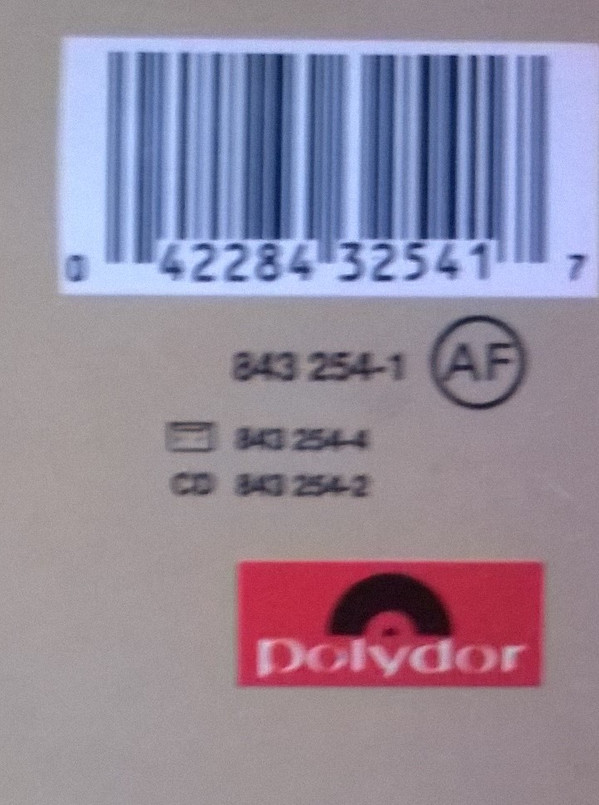 0 42284 32541 7
843 254-1 AF
843 254-4
CD 843 254-2
polydor